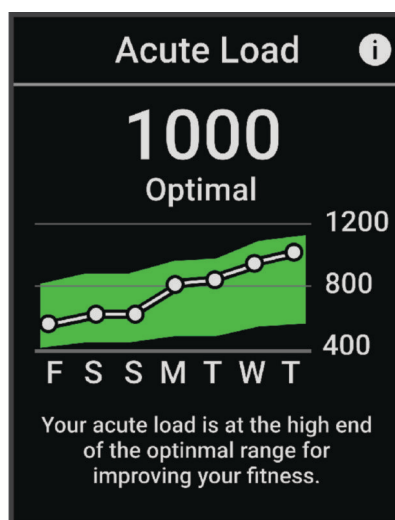 Acute Load i
1000
Optimal
1200
800
400
F S S M T W T
Your acute load is at the high end
of the optinmal range for
improving your fitness.